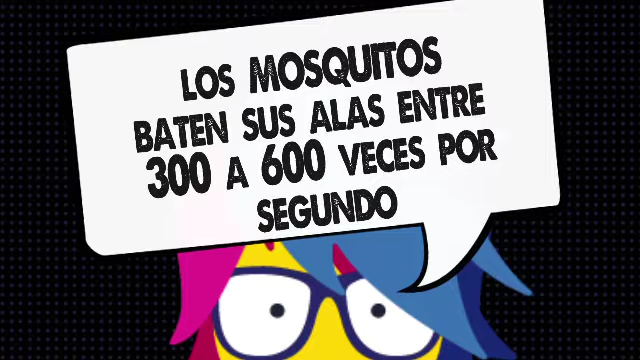 LOS MOSQUITOS
BATEN SUS ALAS ENTRE
300 A 600 VECES POR
SEGUNDO